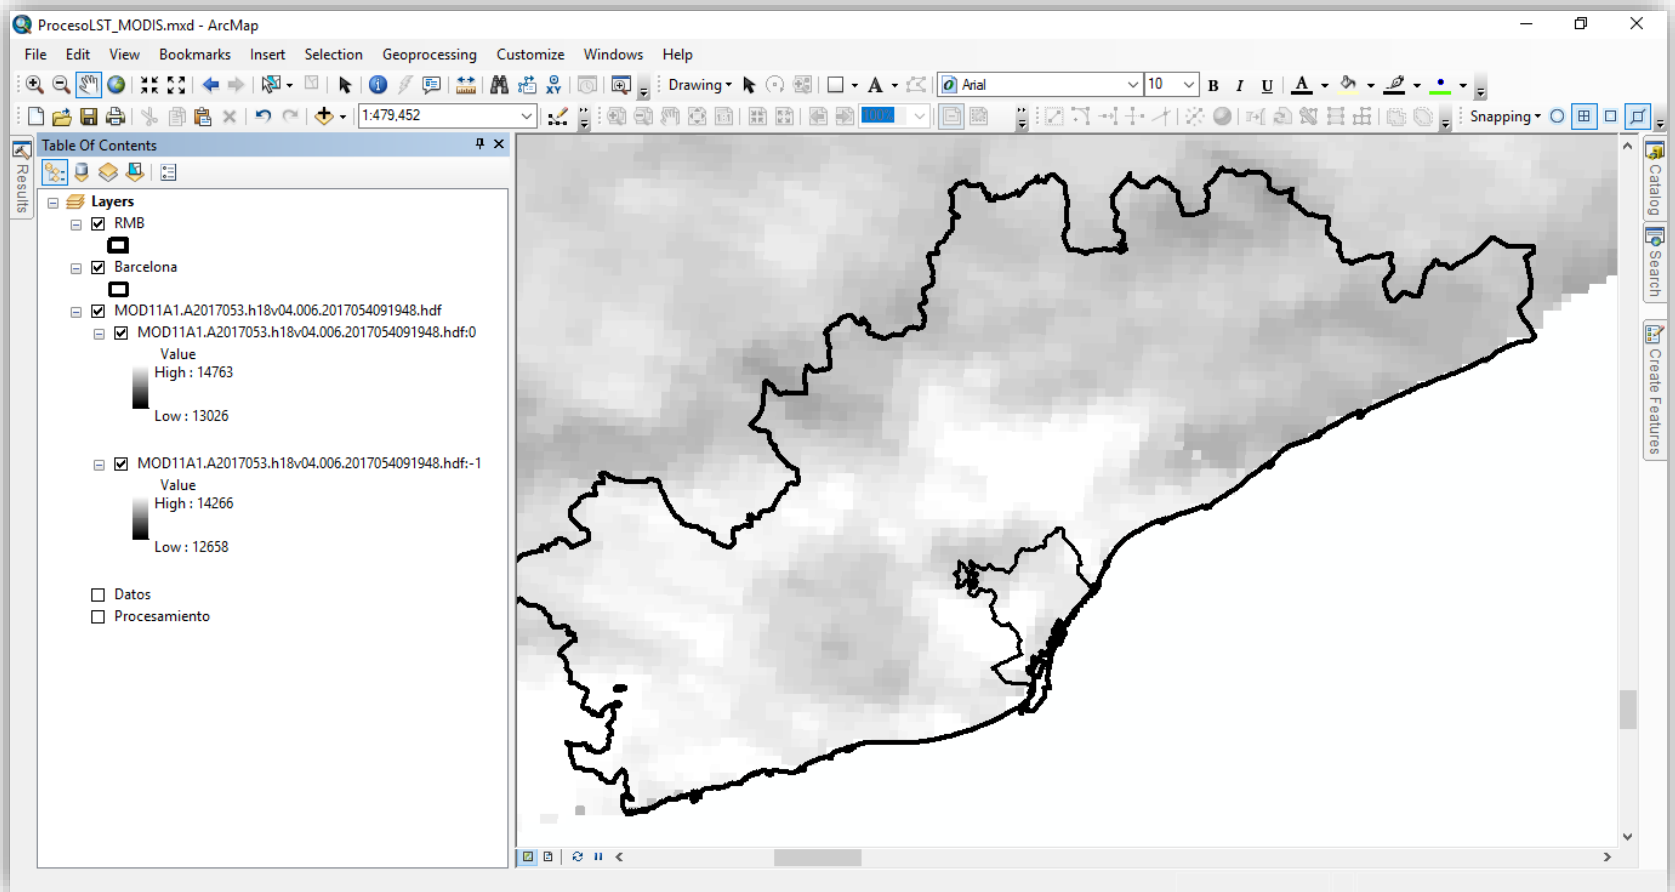 ProcesoLST_MODIS.mxd - ArcMap
File Edit View Bookmarks Insert Selection Geoprocessing Customize Windows Help
Drawing Arial 10 B I U A
1:479,452 100% Snapping
Table Of Contents
Results
Layers
RMB
Barcelona
MOD11A1.A2017053.h18v04.006.2017054091948.hdf
MOD11A1.A2017053.h18v04.006.2017054091948.hdf:0
Value
High : 14763
Low : 13026
MOD11A1.A2017053.h18v04.006.2017054091948.hdf:-1
Value
High : 14266
Low : 12658
Datos
Procesamiento
Catalog
Search
Create Features